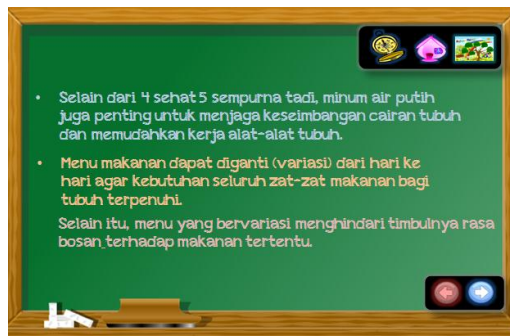 • Selain dari 4 sehat 5 sempurna tadi, minum air putih
juga penting untuk menjaga keseimbangan cairan tubuh
dan memudahkan kerja alat-alat tubuh.
• Menu makanan dapat diganti (variasi) dari hari ke
hari agar kebutuhan seluruh zat-zat makanan bagi
tubuh terpenuhi.
Selain itu, menu yang bervariasi menghindari timbulnya rasa
bosan terhadap makanan tertentu.